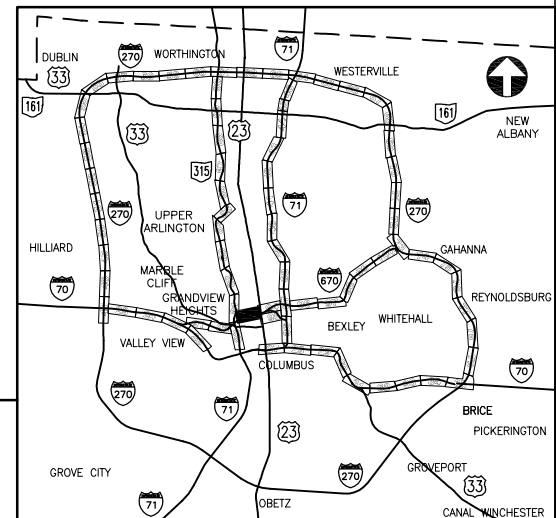 DUBLIN
33
270
WORTHINGTON
71
WESTERVILLE
161
33
23
161
NEW
ALBANY
315
270
71
270
UPPER
ARLINGTON
HILLIARD
GAHANNA
70
MARBLE
CLIFF
670
GRANDVIEW
HEIGHTS
REYNOLDSBURG
BEXLEY
WHITEHALL
VALLEY VIEW
COLUMBUS
70
270
71
BRICE
23
PICKERINGTON
GROVE CITY
270
GROVEPORT
33
71
OBETZ
CANAL WINCHESTER